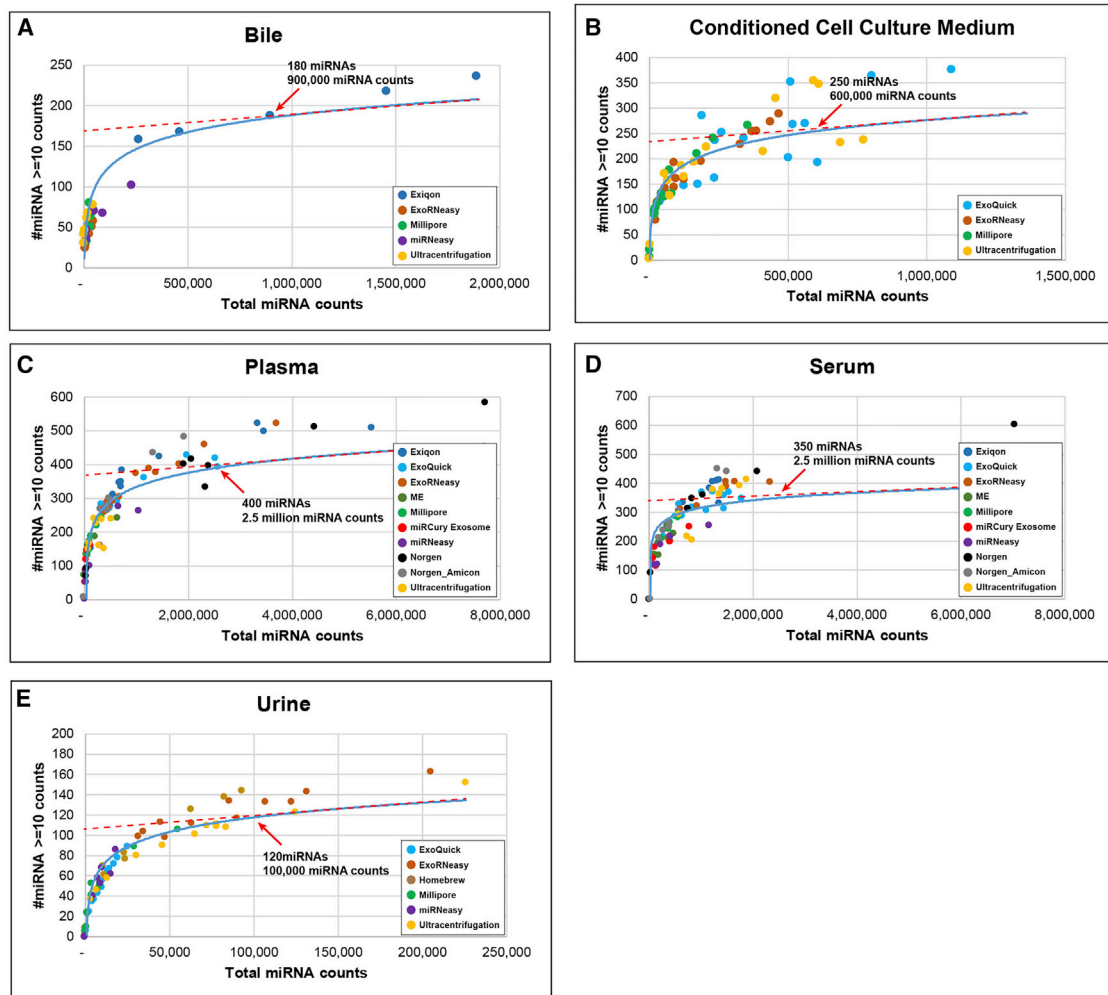 A
Bile
180 miRNAs
900,000 miRNA counts
#miRNA >=10 counts
250
200
150
100
50
0
Exiqon
ExoRNeasy
Millipore
miRNeasy
Ultracentrifugation
- 500,000 1,000,000 1,500,000 2,000,000
Total miRNA counts
B
Conditioned Cell Culture Medium
250 miRNAs
600,000 miRNA counts
#miRNA >=10 counts
400
350
300
250
200
150
100
50
0
ExoQuick
ExoRNeasy
Millipore
Ultracentrifugation
- 500,000 1,000,000 1,500,000
Total miRNA counts
C
Plasma
#miRNA >=10 counts
600
500
400
300
200
100
0
400 miRNAs
2.5 million miRNA counts
Exiqon
ExoQuick
ExoRNeasy
ME
Millipore
miRCury Exosome
miRNeasy
Norgen
Norgen_Amicon
Ultracentrifugation
- 2,000,000 4,000,000 6,000,000 8,000,000
Total miRNA counts
D
Serum
350 miRNAs
2.5 million miRNA counts
#miRNA >=10 counts
700
600
500
400
300
200
100
0
Exiqon
ExoQuick
ExoRNeasy
ME
Millipore
miRCury Exosome
miRNeasy
Norgen
Norgen_Amicon
Ultracentrifugation
- 2,000,000 4,000,000 6,000,000 8,000,000
Total miRNA counts
E
Urine
#miRNA >=10 counts
200
180
160
140
120
100
80
60
40
20
0
120miRNAs
100,000 miRNA counts
ExoQuick
ExoRNeasy
Homebrew
Millipore
miRNeasy
Ultracentrifugation
- 50,000 100,000 150,000 200,000 250,000
Total miRNA counts